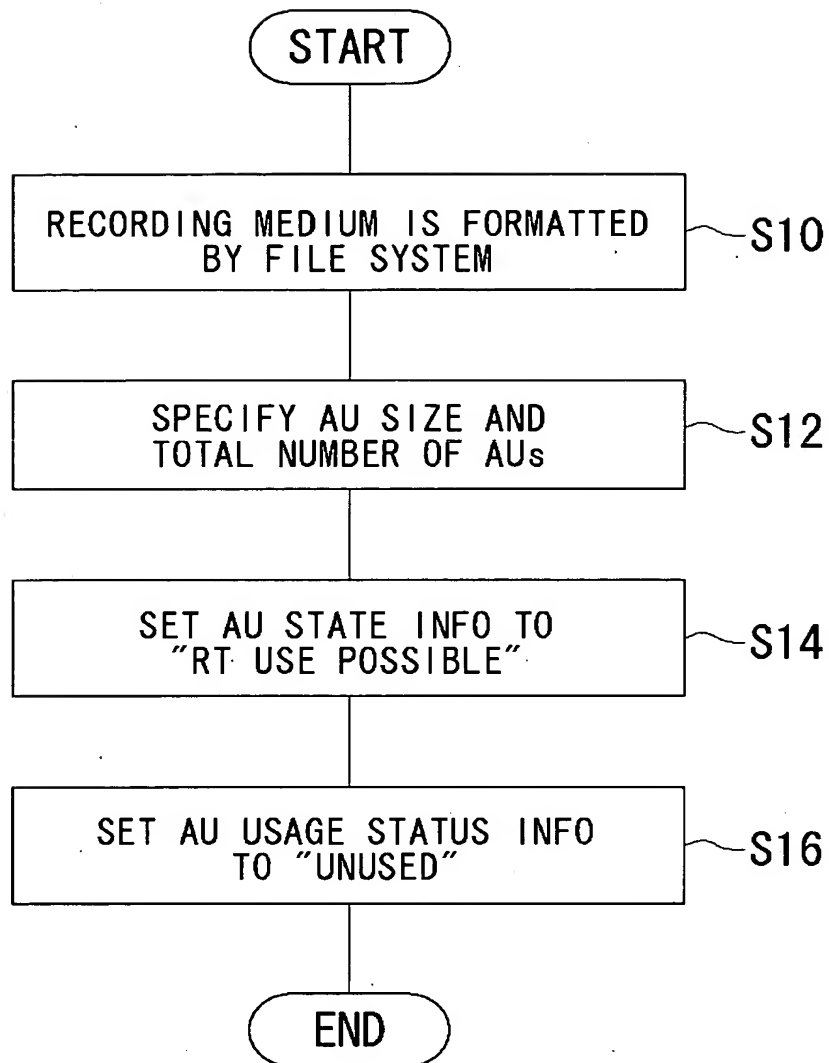 START
RECORDING MEDIUM IS FORMATTED
BY FILE SYSTEM
S10
SPECIFY AU SIZE AND
TOTAL NUMBER OF AUs
S12
SET AU STATE INFO TO
"RT USE POSSIBLE"
S14
SET AU USAGE STATUS INFO
TO "UNUSED"
S16
END